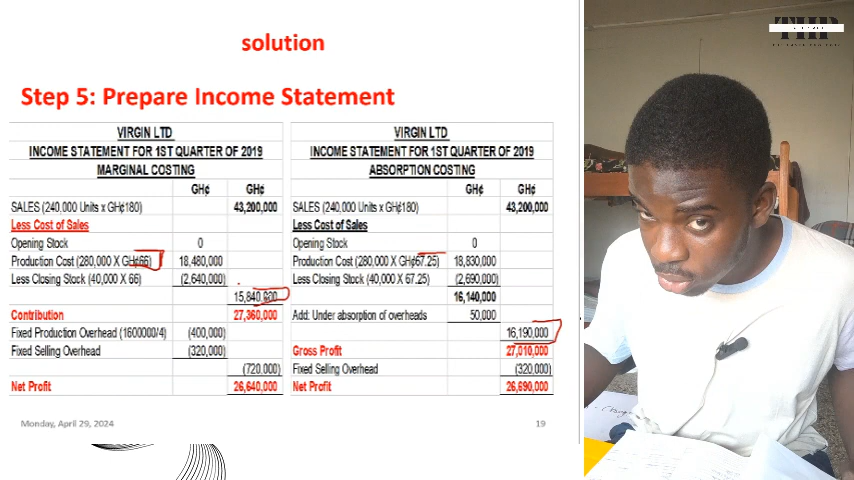 solution
Step 5: Prepare Income Statement
VIRGIN LTD
INCOME STATEMENT FOR 1ST QUARTER OF 2019
MARGINAL COSTING
GH¢ GH¢
SALES (240,000 Units x GH¢180) 43,200,000
Less Cost of Sales
Opening Stock 0
Production Cost (280,000 X GH¢66) 18,480,000
Less Closing Stock (40,000 X 66) (2,640,000)
15,840,000
Contribution 27,360,000
Fixed Production Overhead (1600000/4) (400,000)
Fixed Selling Overhead (320,000)
(720,000)
Net Profit 26,640,000
VIRGIN LTD
INCOME STATEMENT FOR 1ST QUARTER OF 2019
ABSORPTION COSTING
GH¢ GH¢
SALES (240,000 Units x GH¢180) 43,200,000
Less Cost of Sales
Opening Stock 0
Production Cost (280,000 X GH¢67.25) 18,830,000
Less Closing Stock (40,000 X 67.25) (2,690,000)
16,140,000
Add: Under absorption of overheads 50,000
16,190,000
Gross Profit 27,010,000
Fixed Selling Overhead (320,000)
Net Profit 26,690,000
Monday, April 29, 2024 19